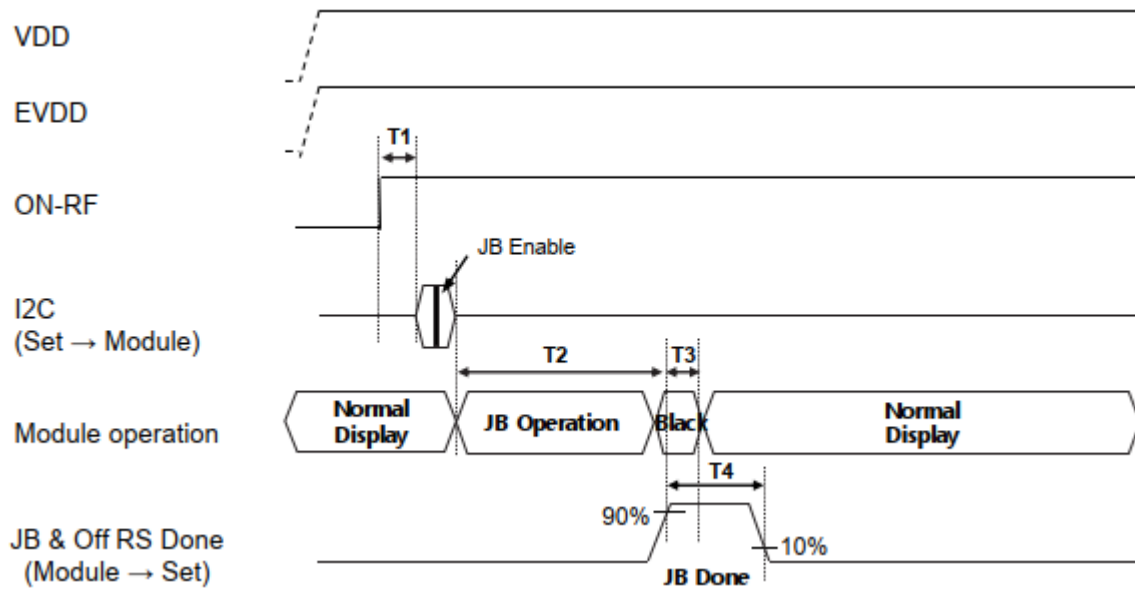 VDD
EVDD
T1
ON-RF
JB Enable
I2C
(Set → Module)
T2
T3
Module operation
Normal
Display
JB Operation
Black
Normal
Display
T4
90%
JB & Off RS Done
(Module → Set)
10%
JB Done